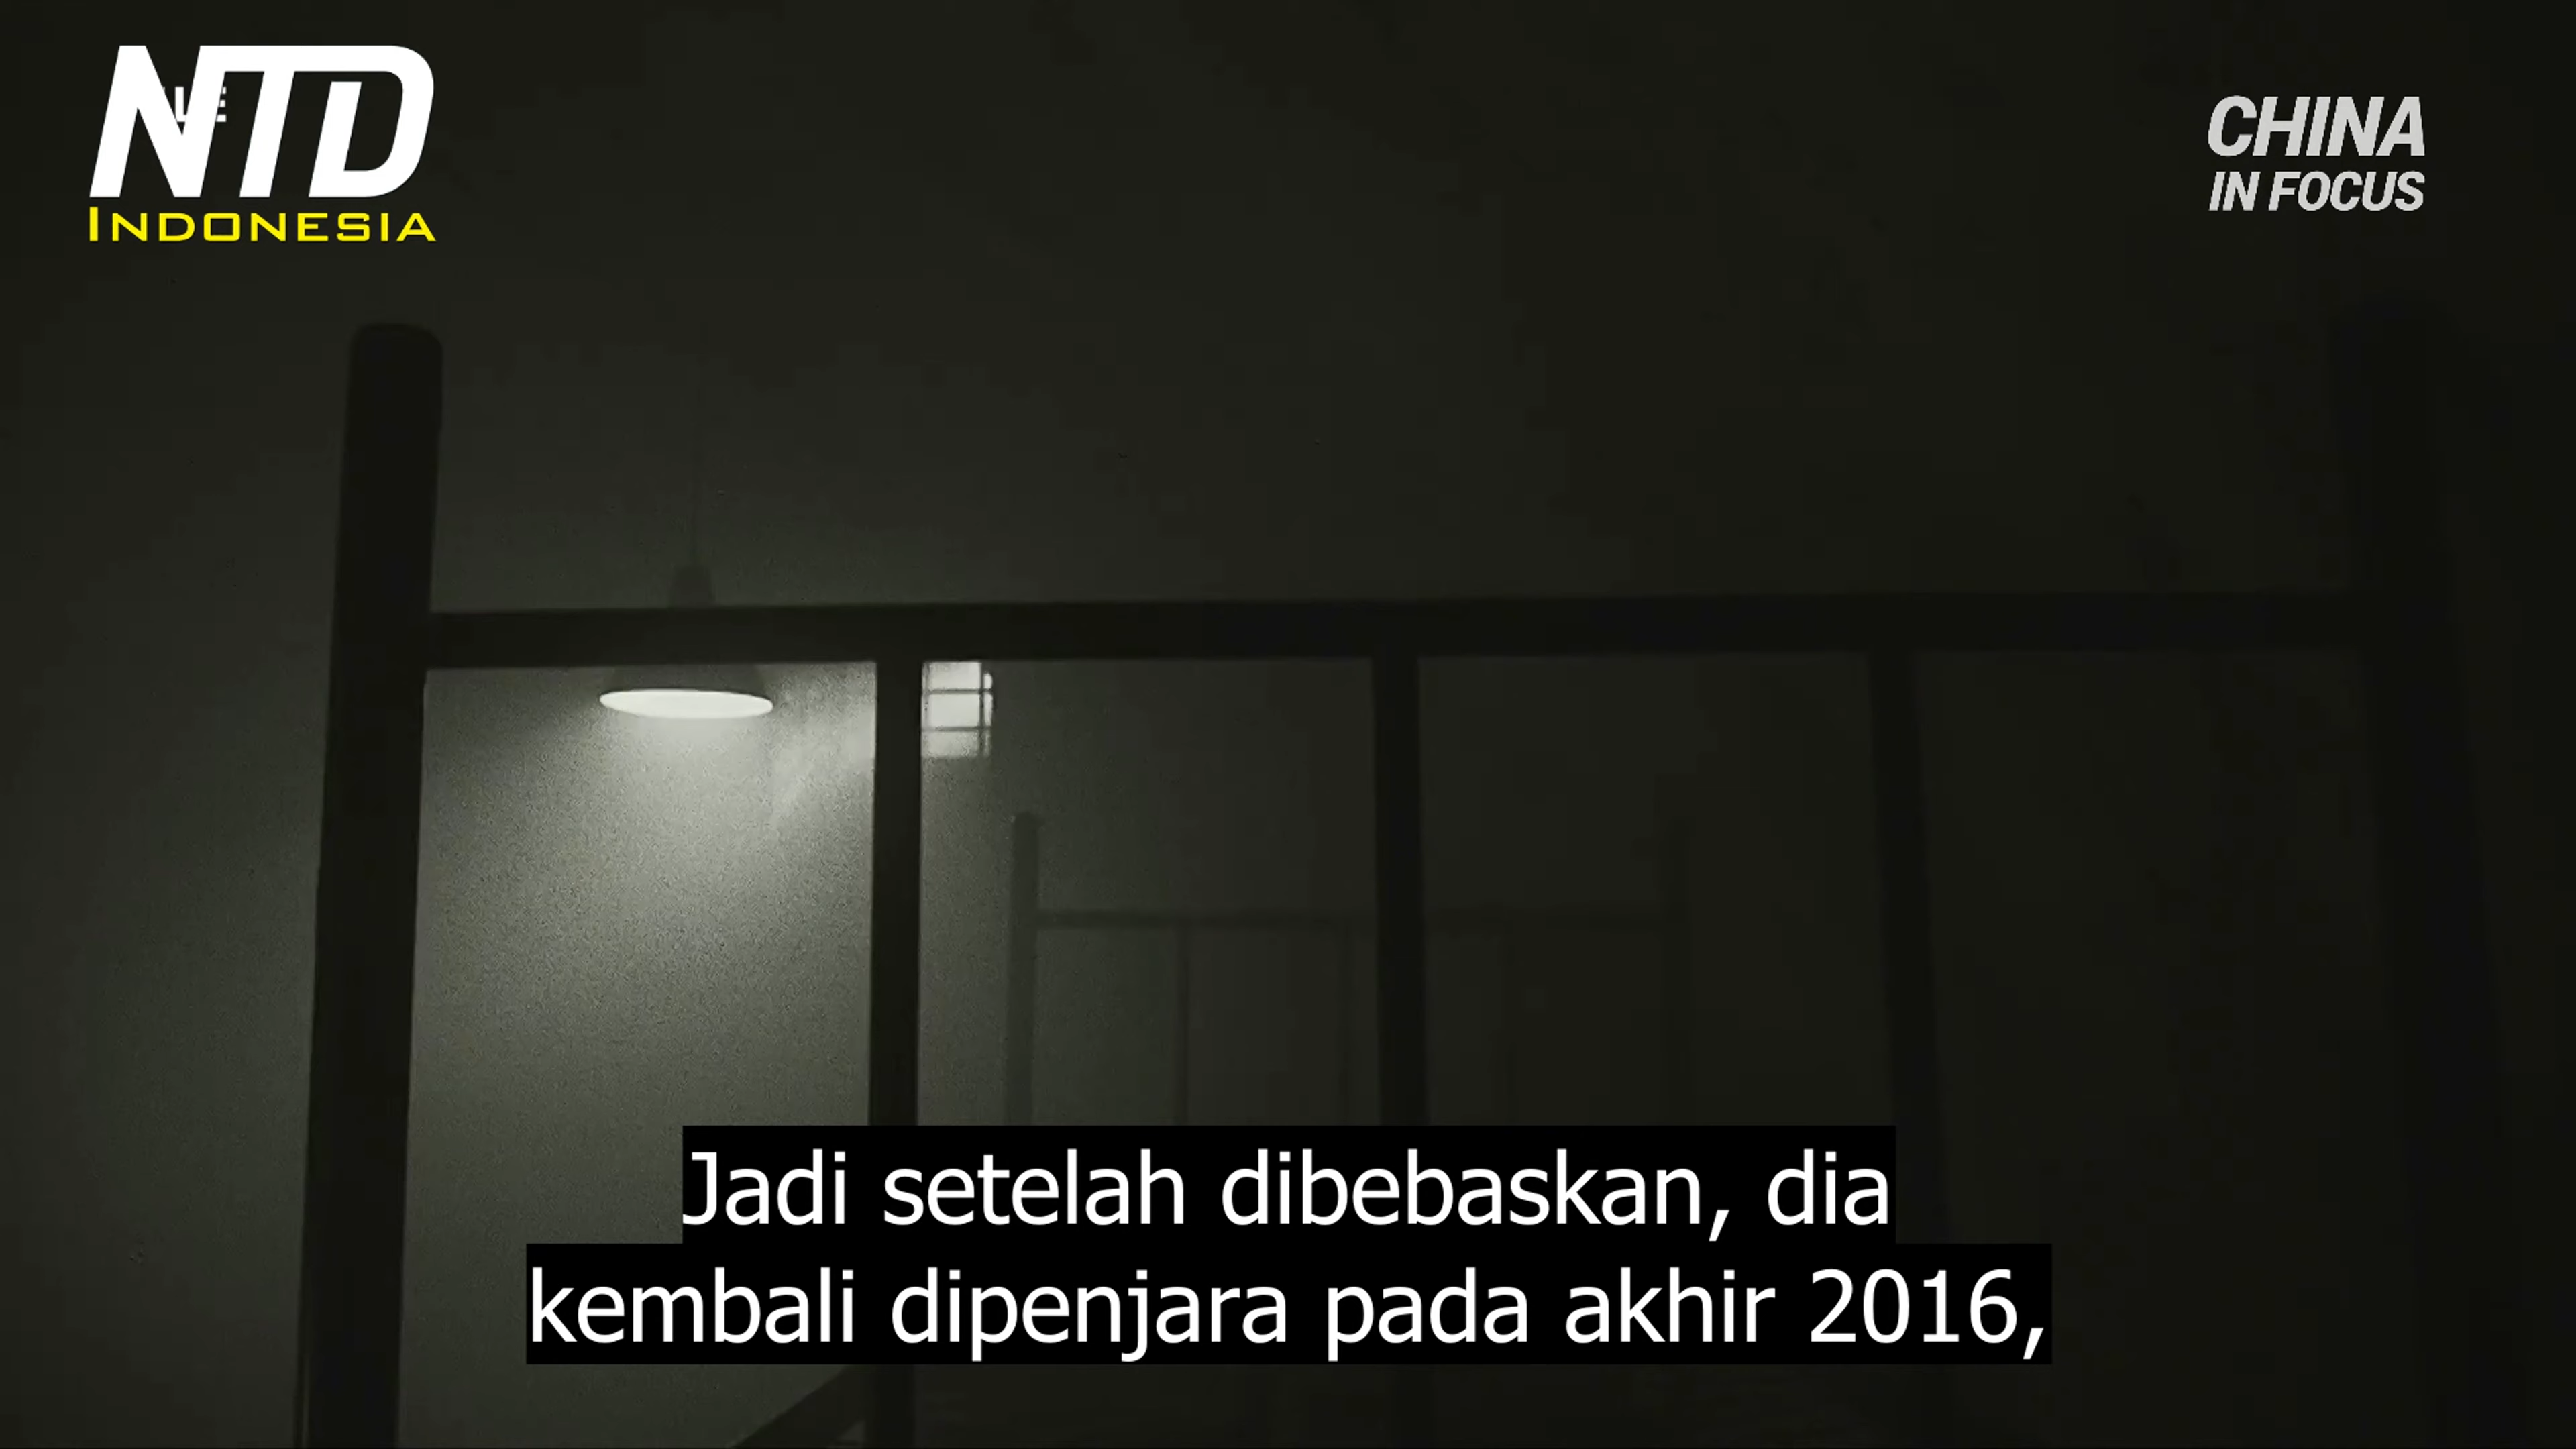 NTD
INDONESIA
CHINA
IN FOCUS
Jadi setelah dibebaskan, dia
kembali dipenjara pada akhir 2016,